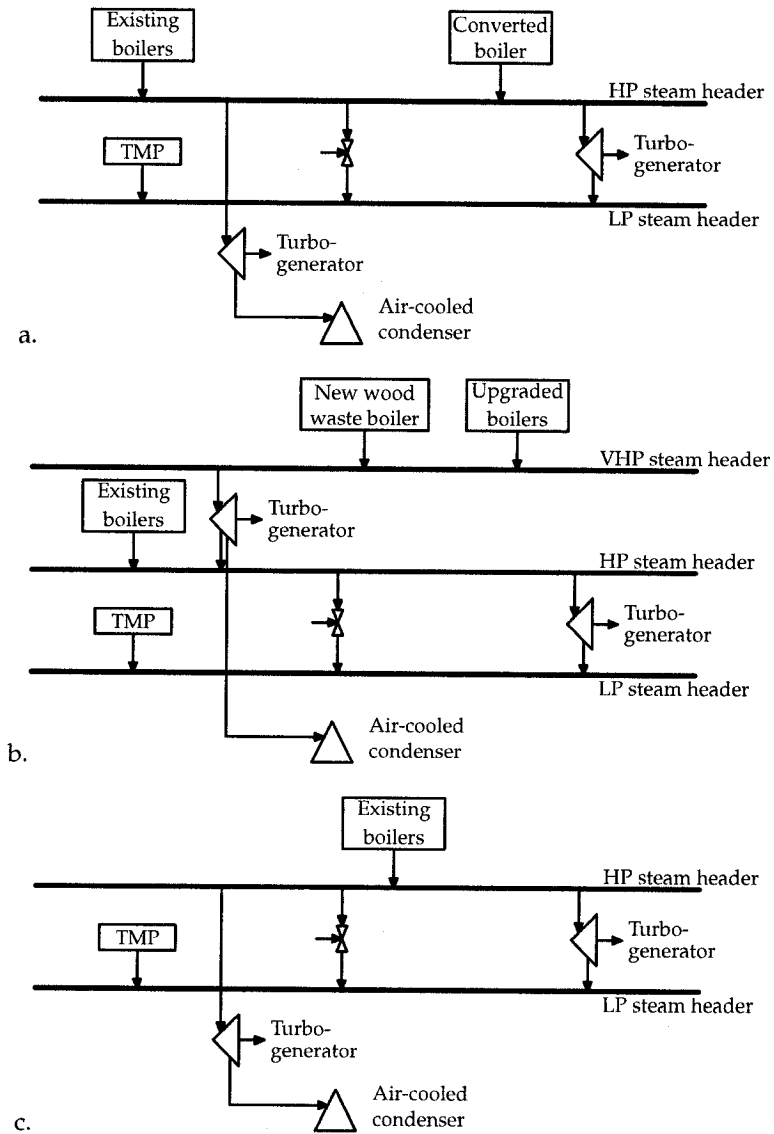 Existing
boilers
Converted
boiler
HP steam header
TMP
Turbo-
generator
LP steam header
Turbo-
generator
Air-cooled
condenser
a.
New wood
waste boiler
Upgraded
boilers
VHP steam header
Existing
boilers
Turbo-
generator
HP steam header
TMP
Turbo-
generator
LP steam header
Air-cooled
condenser
b.
Existing
boilers
HP steam header
TMP
Turbo-
generator
LP steam header
Turbo-
generator
Air-cooled
condenser
c.